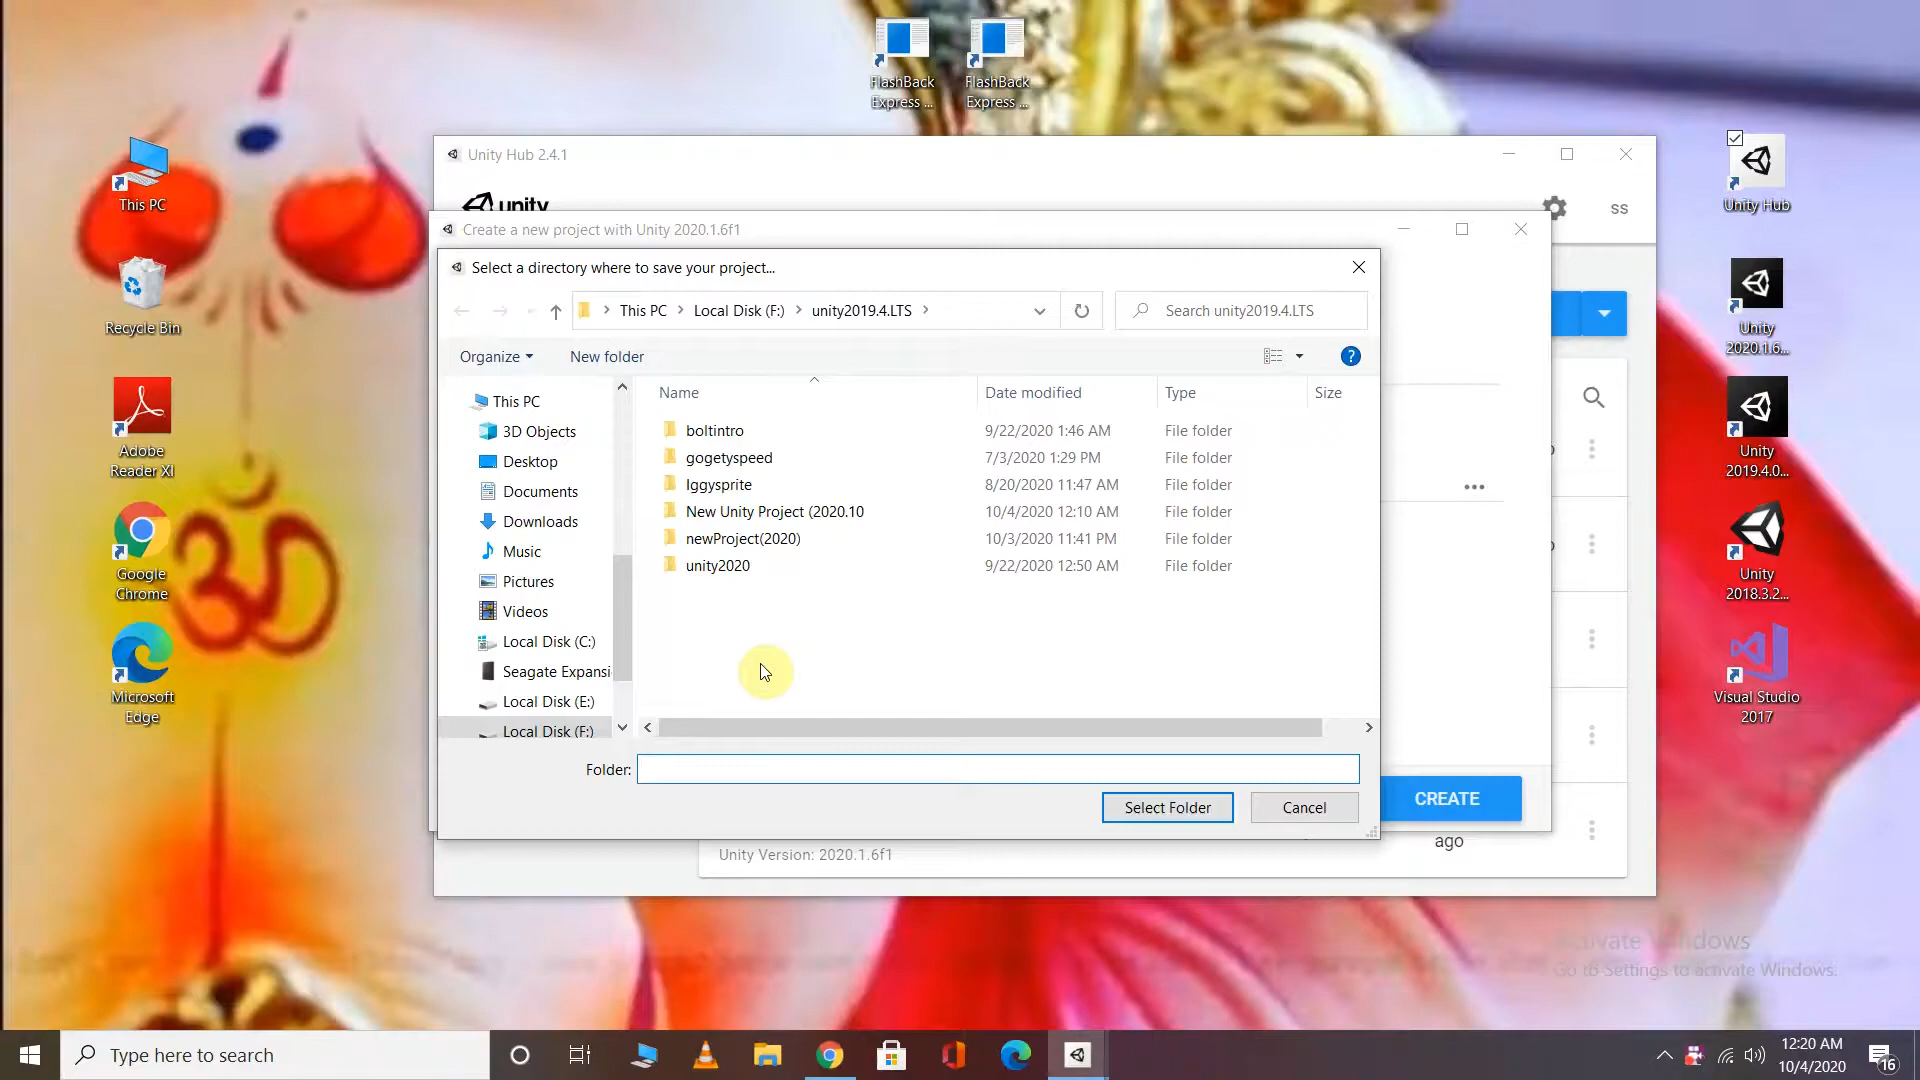 FlashBack
Express ...
FlashBack
Express ...
This PC
Recycle Bin
Adobe
Reader XI
Google
Chrome
Microsoft
Edge
Unity Hub 2.4.1
unity
ss
Create a new project with Unity 2020.1.6f1
Select a directory where to save your project...
This PC
Local Disk (F:)
unity2019.4.LTS
Search unity2019.4.LTS
Organize
New folder
?
Name
Date modified
Type
Size
This PC
3D Objects
Desktop
Documents
Downloads
Music
Pictures
Videos
Local Disk (C:)
Seagate Expansi
Local Disk (E:)
Local Disk (F:)
boltintro 9/22/2020 1:46 AM File folder
gogetyspeed 7/3/2020 1:29 PM File folder
Iggysprite 8/20/2020 11:47 AM File folder
New Unity Project (2020.10 10/4/2020 12:10 AM File folder
newProject(2020) 10/3/2020 11:41 PM File folder
unity2020 9/22/2020 12:50 AM File folder
Folder:
Select Folder
Cancel
CREATE
ago
Unity Version: 2020.1.6f1
Unity Hub
Unity
2020.1.6...
Unity
2019.4.0...
Unity
2018.3.2...
Visual Studio
2017
Activate Windows
Go to Settings to activate Windows.
Type here to search
12:20 AM
10/4/2020
16